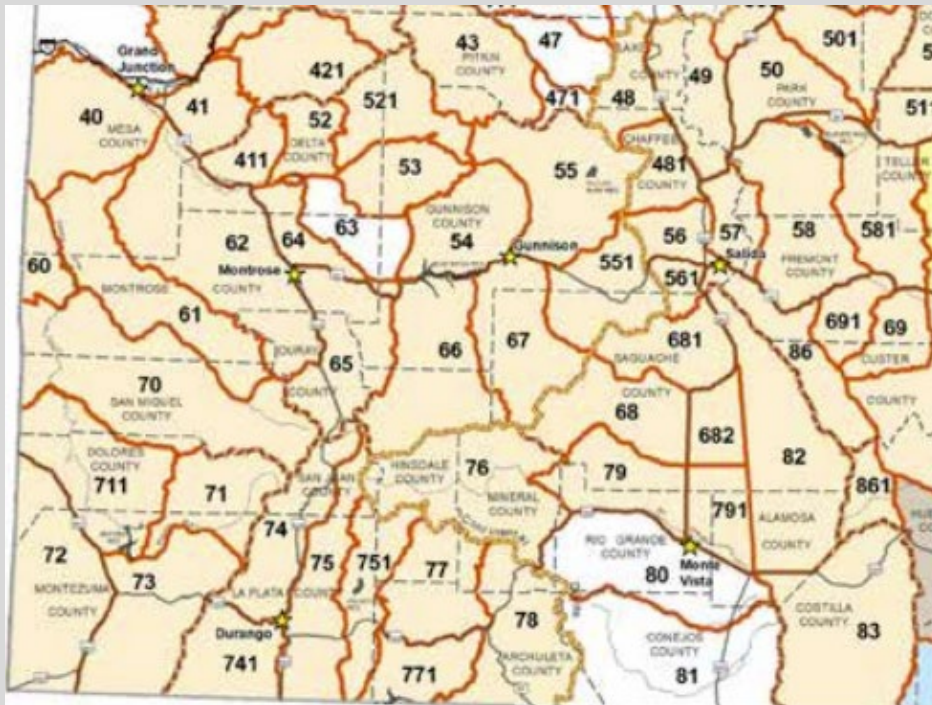 Grand
Junction
40
41
MESA
COUNTY
411
421
43
PITKIN
COUNTY
47
471
48
49
50
PARK
COUNTY
501
521
52
DELTA
COUNTY
53
55
CHAFFEE
481
COUNTY
TELLER
COUNTY
GUNNISON
COUNTY
54
Gunnison
551
56
561
57
Salida
58
FREMONT
COUNTY
581
60
61
MONTROSE
62
COUNTY
Montrose
63
64
OURAY
COUNTY
65
66
67
681
SAGUACHE
COUNTY
68
682
691
69
CUSTER
COUNTY
86
861
70
SAN MIGUEL
COUNTY
DOLORES
COUNTY
711
71
SAN JUAN
COUNTY
HINSDALE
COUNTY
76
MINERAL
COUNTY
79
791
82
ALAMOSA
COUNTY
RIO GRANDE
COUNTY
80
Monte
Vista
72
MONTEZUMA
COUNTY
73
74
LA PLATA COUNTY
75
751
77
78
ARCHULETA
COUNTY
Durango
741
771
CONEJOS
COUNTY
81
COSTILLA
COUNTY
83